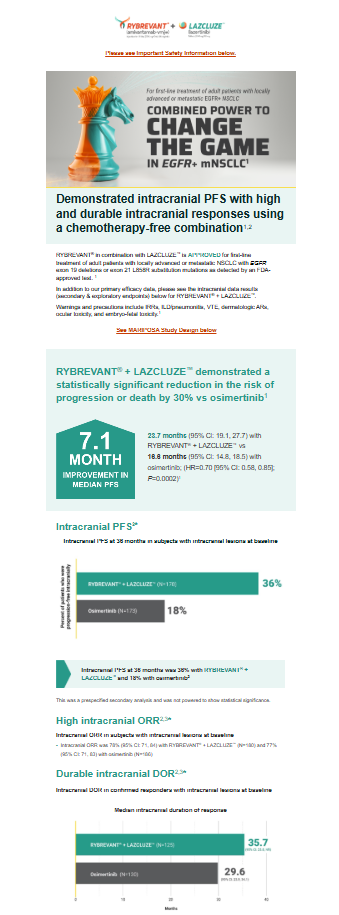 RYBREVANT™ + LAZCLUZE™
(amivantamab-vmjw) (lazertinib)
Please see Important Safety Information below.
For first-line treatment of adult patients with locally
advanced or metastatic EGFR+ NSCLC
COMBINED POWER TO
CHANGE
THE GAME
IN EGFR+ mNSCLC¹
Demonstrated intracranial PFS with high
and durable intracranial responses using
a chemotherapy-free combination¹,²
RYBREVANT® in combination with LAZCLUZE™ is APPROVED for first-line
treatment of adult patients with locally advanced or metastatic NSCLC with EGFR
exon 19 deletions or exon 21 L858R substitution mutations as detected by an FDA-
approved test. ¹
In addition to our primary efficacy data, please see the intracranial data results
(secondary & exploratory endpoints) below for RYBREVANT® + LAZCLUZE™.
Warnings and precautions include IRRs, ILD/pneumonitis, VTE, dermatologic ARs,
ocular toxicity, and embryo-fetal toxicity.¹
See MARIPOSA Study Design below
RYBREVANT® + LAZCLUZE™ demonstrated a
statistically significant reduction in the risk of
progression or death by 30% vs osimertinib¹
7.1
MONTH
IMPROVEMENT IN
MEDIAN PFS
23.7 months (95% CI: 19.1, 27.7) with
RYBREVANT® + LAZCLUZE™ vs
16.6 months (95% CI: 14.8, 18.5) with
osimertinib; (HR=0.70 [95% CI: 0.58, 0.85];
P=0.0002)¹
Intracranial PFS²*
Intracranial PFS at 36 months in subjects with intracranial lesions at baseline
Percent of patients who were
progression-free intracranially
RYBREVANT® + LAZCLUZE™ (N=178) 36%
Osimertinib (N=173) 18%
Intracranial PFS at 36 months was 36% with RYBREVANT® +
LAZCLUZE™ and 18% with osimertinib²
This was a prespecified secondary analysis and was not powered to show statistical significance.
High intracranial ORR²,³*
Intracranial ORR in subjects with intracranial lesions at baseline
• Intracranial ORR was 78% (95% CI: 71, 84) with RYBREVANT® + LAZCLUZE™ (N=180) and 77%
(95% CI: 71, 83) with osimertinib (N=186)
Durable intracranial DOR²,³*
Intracranial DOR in confirmed responders with intracranial lesions at baseline
Median intracranial duration of response
RYBREVANT® + LAZCLUZE™ 35.7
Osimertinib 29.6
0 10 20 30 40
Months